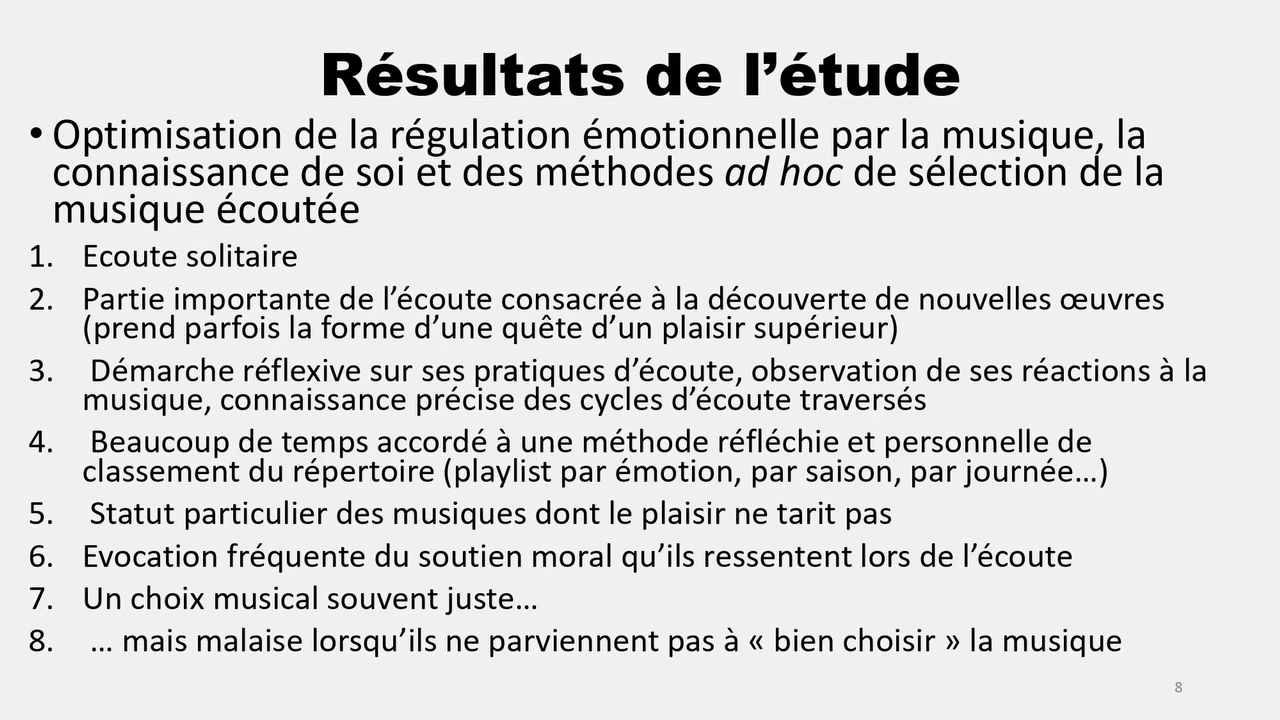 Résultats de l’étude
• Optimisation de la régulation émotionnelle par la musique, la
connaissance de soi et des méthodes ad hoc de sélection de la
musique écoutée
1. Ecoute solitaire
2. Partie importante de l’écoute consacrée à la découverte de nouvelles œuvres
(prend parfois la forme d’une quête d’un plaisir supérieur)
3. Démarche réflexive sur ses pratiques d’écoute, observation de ses réactions à la
musique, connaissance précise des cycles d’écoute traversés
4. Beaucoup de temps accordé à une méthode réfléchie et personnelle de
classement du répertoire (playlist par émotion, par saison, par journée…)
5. Statut particulier des musiques dont le plaisir ne tarit pas
6. Evocation fréquente du soutien moral qu’ils ressentent lors de l’écoute
7. Un choix musical souvent juste…
8. … mais malaise lorsqu’ils ne parviennent pas à « bien choisir » la musique
8